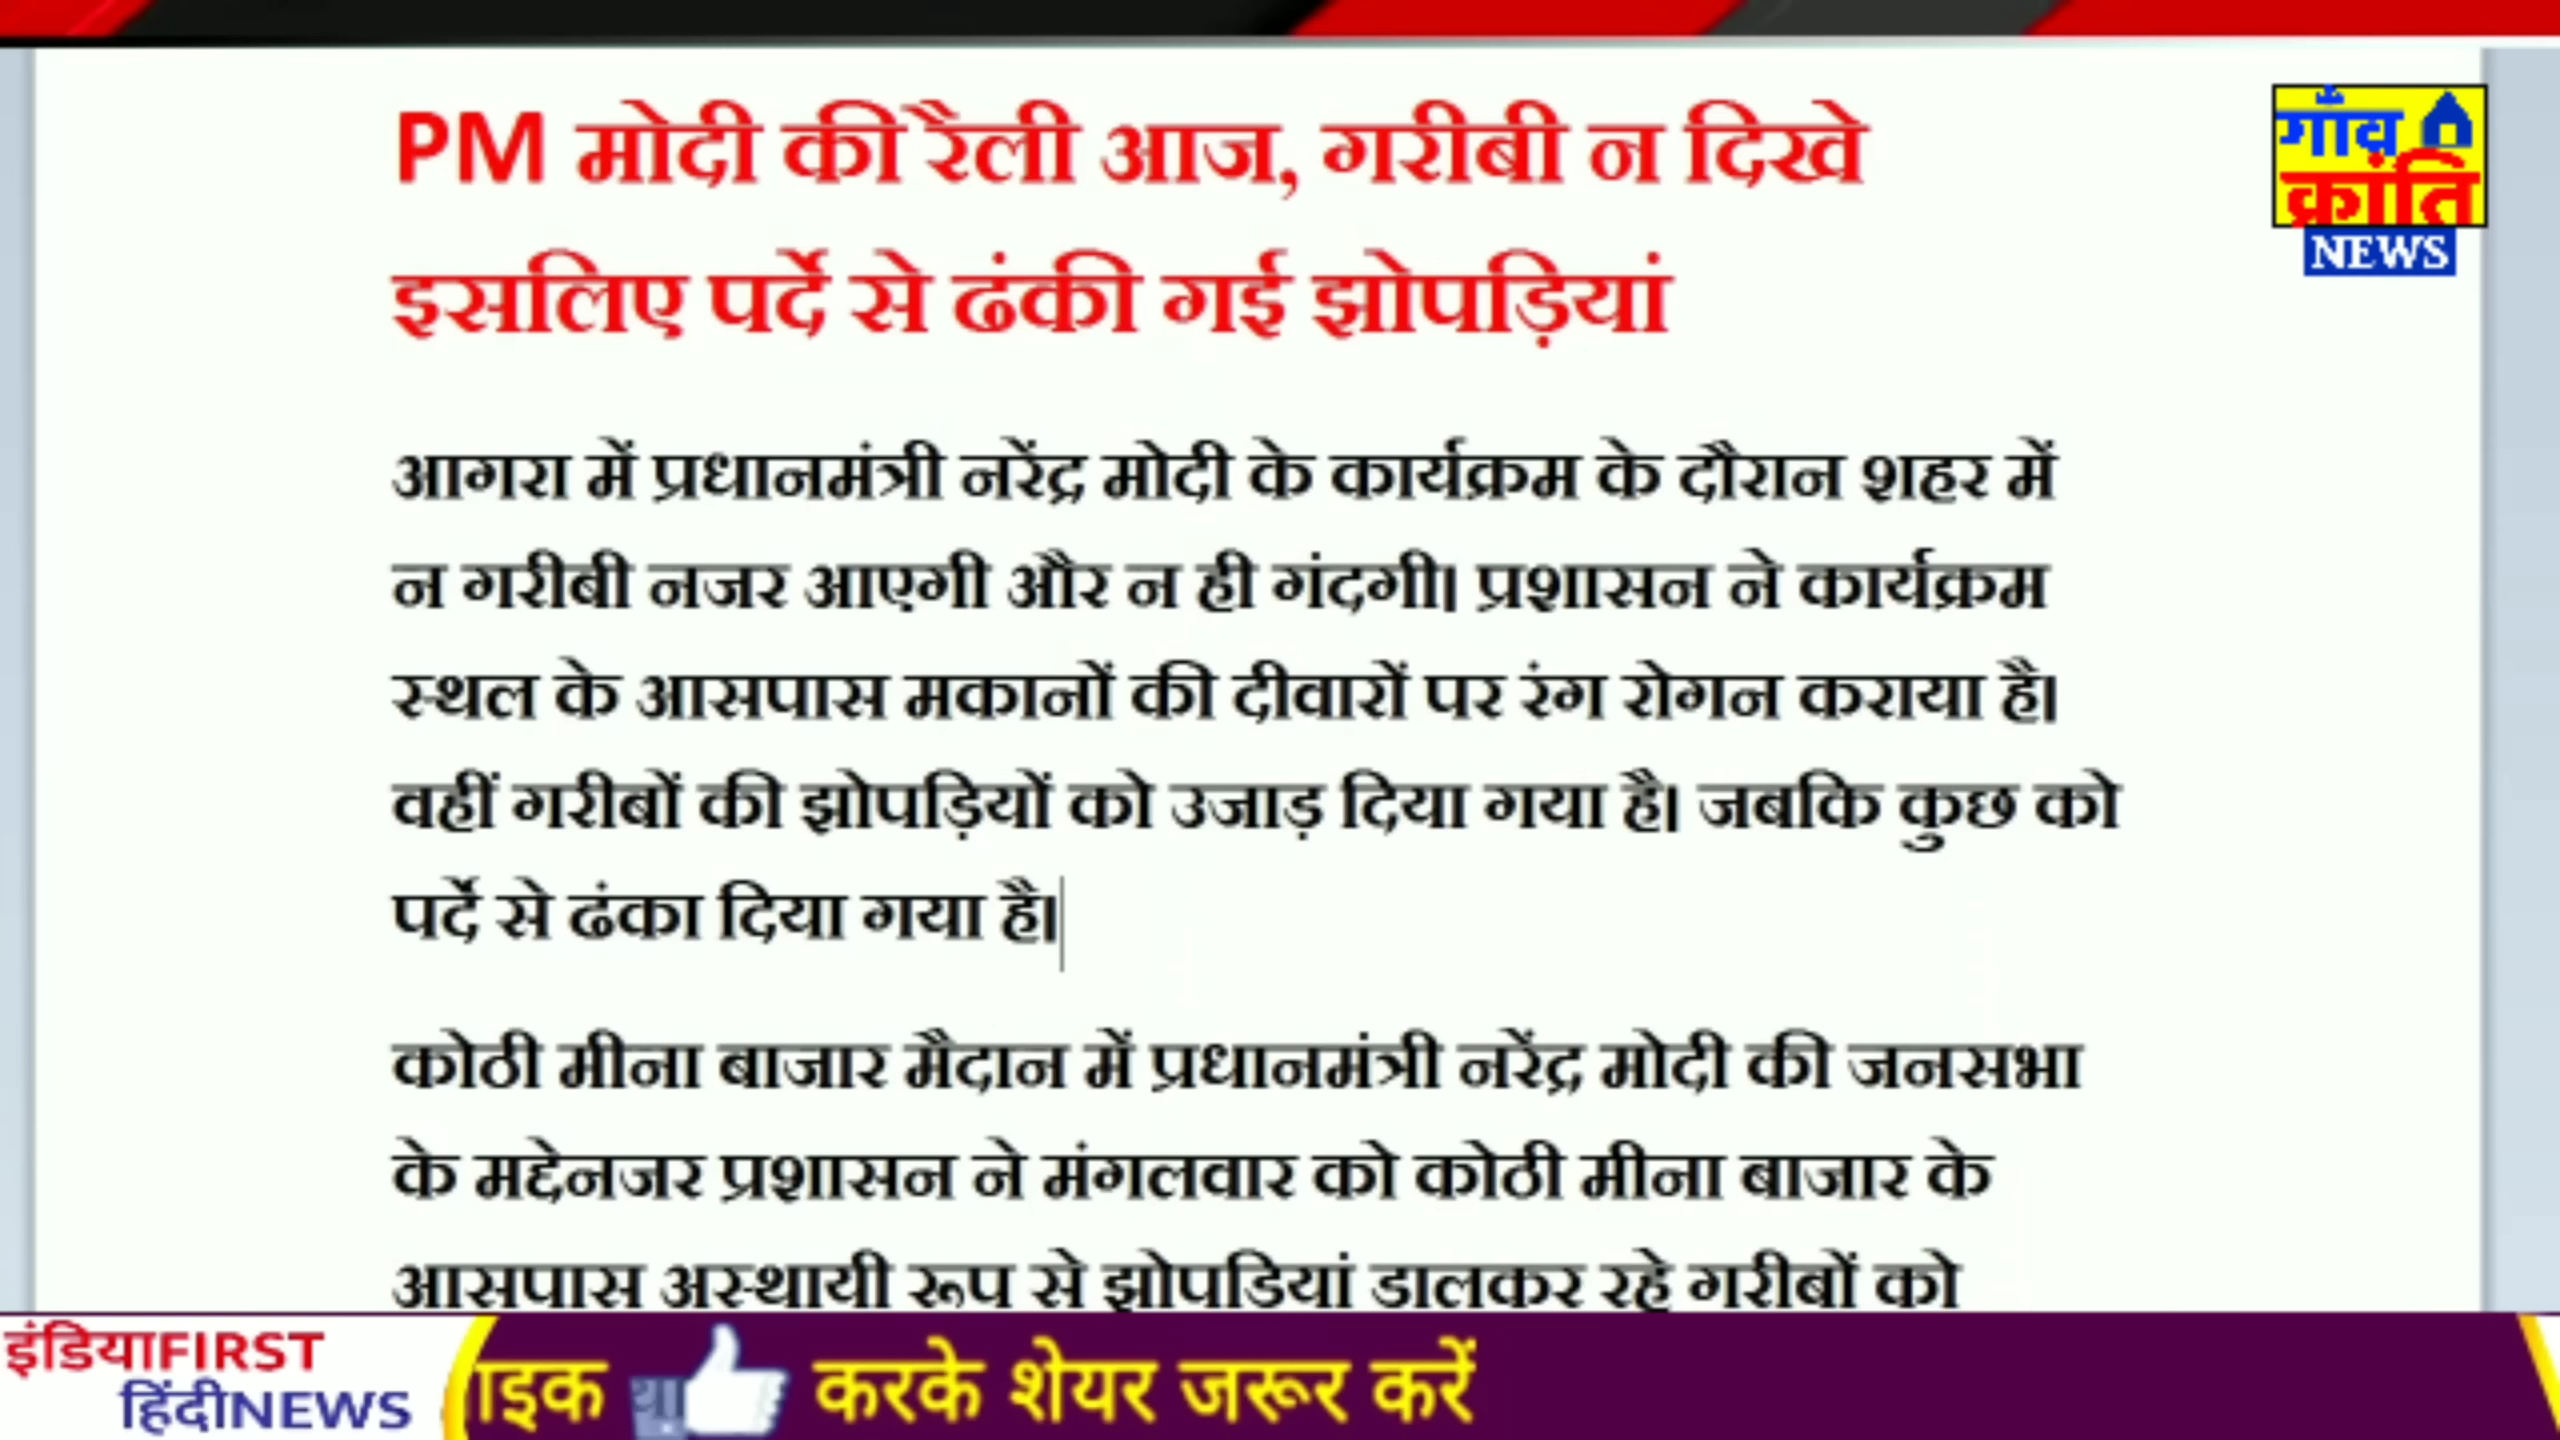 PM मोदी की रैली आज, गरीबी न दिखे
इसलिए पर्दे से ढंकी गई झोपड़ियां
गाँव
क्रांति
NEWS
आगरा में प्रधानमंत्री नरेंद्र मोदी के कार्यक्रम के दौरान शहर में
न गरीबी नजर आएगी और न ही गंदगी। प्रशासन ने कार्यक्रम
स्थल के आसपास मकानों की दीवारों पर रंग रोगन कराया है।
वहीं गरीबों की झोपड़ियों को उजाड़ दिया गया है। जबकि कुछ को
पर्दे से ढंका दिया गया है।
कोठी मीना बाजार मैदान में प्रधानमंत्री नरेंद्र मोदी की जनसभा
के मद्देनजर प्रशासन ने मंगलवार को कोठी मीना बाजार के
आसपास अस्थायी रूप से झोपडियां डालकर रहे गरीबों को
इंडियाFIRST
हिंदीNEWS
ाइक करके शेयर जरूर करें